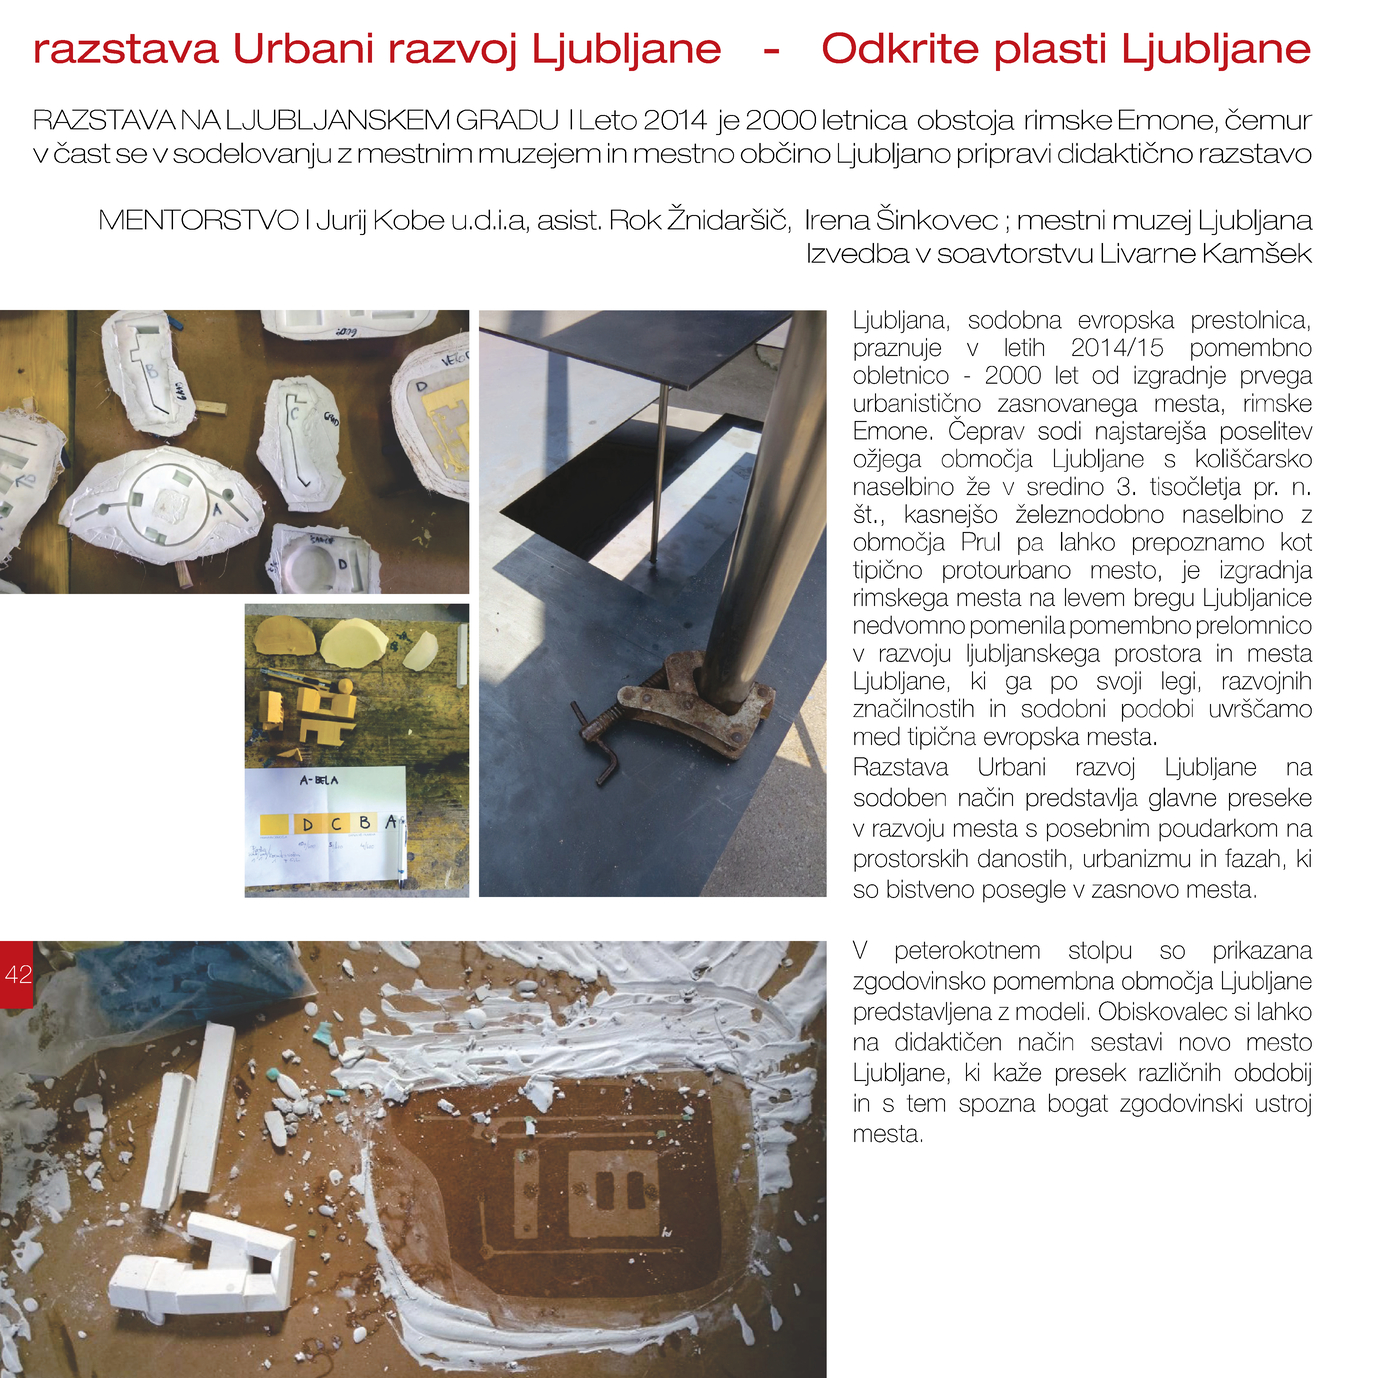 razstava Urbani razvoj Ljubljane - Odkrite plasti Ljubljane
RAZSTAVA NA LJUBLJANSKEM GRADU I Leto 2014 je 2000 letnica obstoja rimske Emone, čemur
v čast se v sodelovanju z mestnim muzejem in mestno občino Ljubljano pripravi didaktično razstavo
MENTORSTVO I Jurij Kobe u.d.i.a, asist. Rok Žnidaršič, Irena Šinkovec ; mestni muzej Ljubljana
Izvedba v soavtorstvu Livarne Kamšek
B
C
D
A
D
A-BELA
D C B A
Ljubljana, sodobna evropska prestolnica,
praznuje v letih 2014/15 pomembno
obletnico - 2000 let od izgradnje prvega
urbanistično zasnovanega mesta, rimske
Emone. Čeprav sodi najstarejša poselitev
ožjega območja Ljubljane s koliščarsko
naselbino že v sredino 3. tisočletja pr. n.
št., kasnejšo železnodobno naselbino z
območja Prul pa lahko prepoznamo kot
tipično protourbano mesto, je izgradnja
rimskega mesta na levem bregu Ljubljanice
nedvomno pomenila pomembno prelomnico
v razvoju ljubljanskega prostora in mesta
Ljubljane, ki ga po svoji legi, razvojnih
značilnostih in sodobni podobi uvrščamo
med tipična evropska mesta.
Razstava Urbani razvoj Ljubljane na
sodoben način predstavlja glavne preseke
v razvoju mesta s posebnim poudarkom na
prostorskih danostih, urbanizmu in fazah, ki
so bistveno posegle v zasnovo mesta.
42
V peterokotnem stolpu so prikazana
zgodovinsko pomembna območja Ljubljane
predstavljena z modeli. Obiskovalec si lahko
na didaktičen način sestavi novo mesto
Ljubljane, ki kaže presek različnih obdobij
in s tem spozna bogat zgodovinski ustroj
mesta.